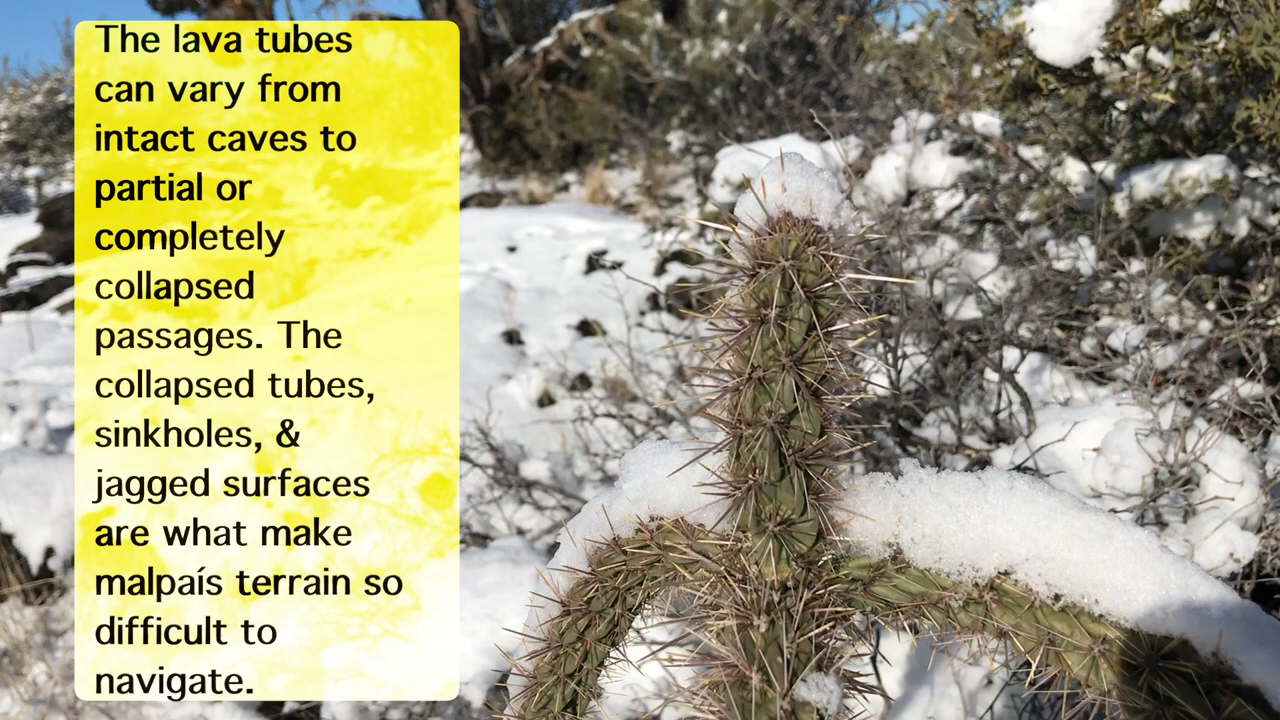 The lava tubes
can vary from
intact caves to
partial or
completely
collapsed
passages. The
collapsed tubes,
sinkholes, &
jagged surfaces
are what make
malpaís terrain so
difficult to
navigate.